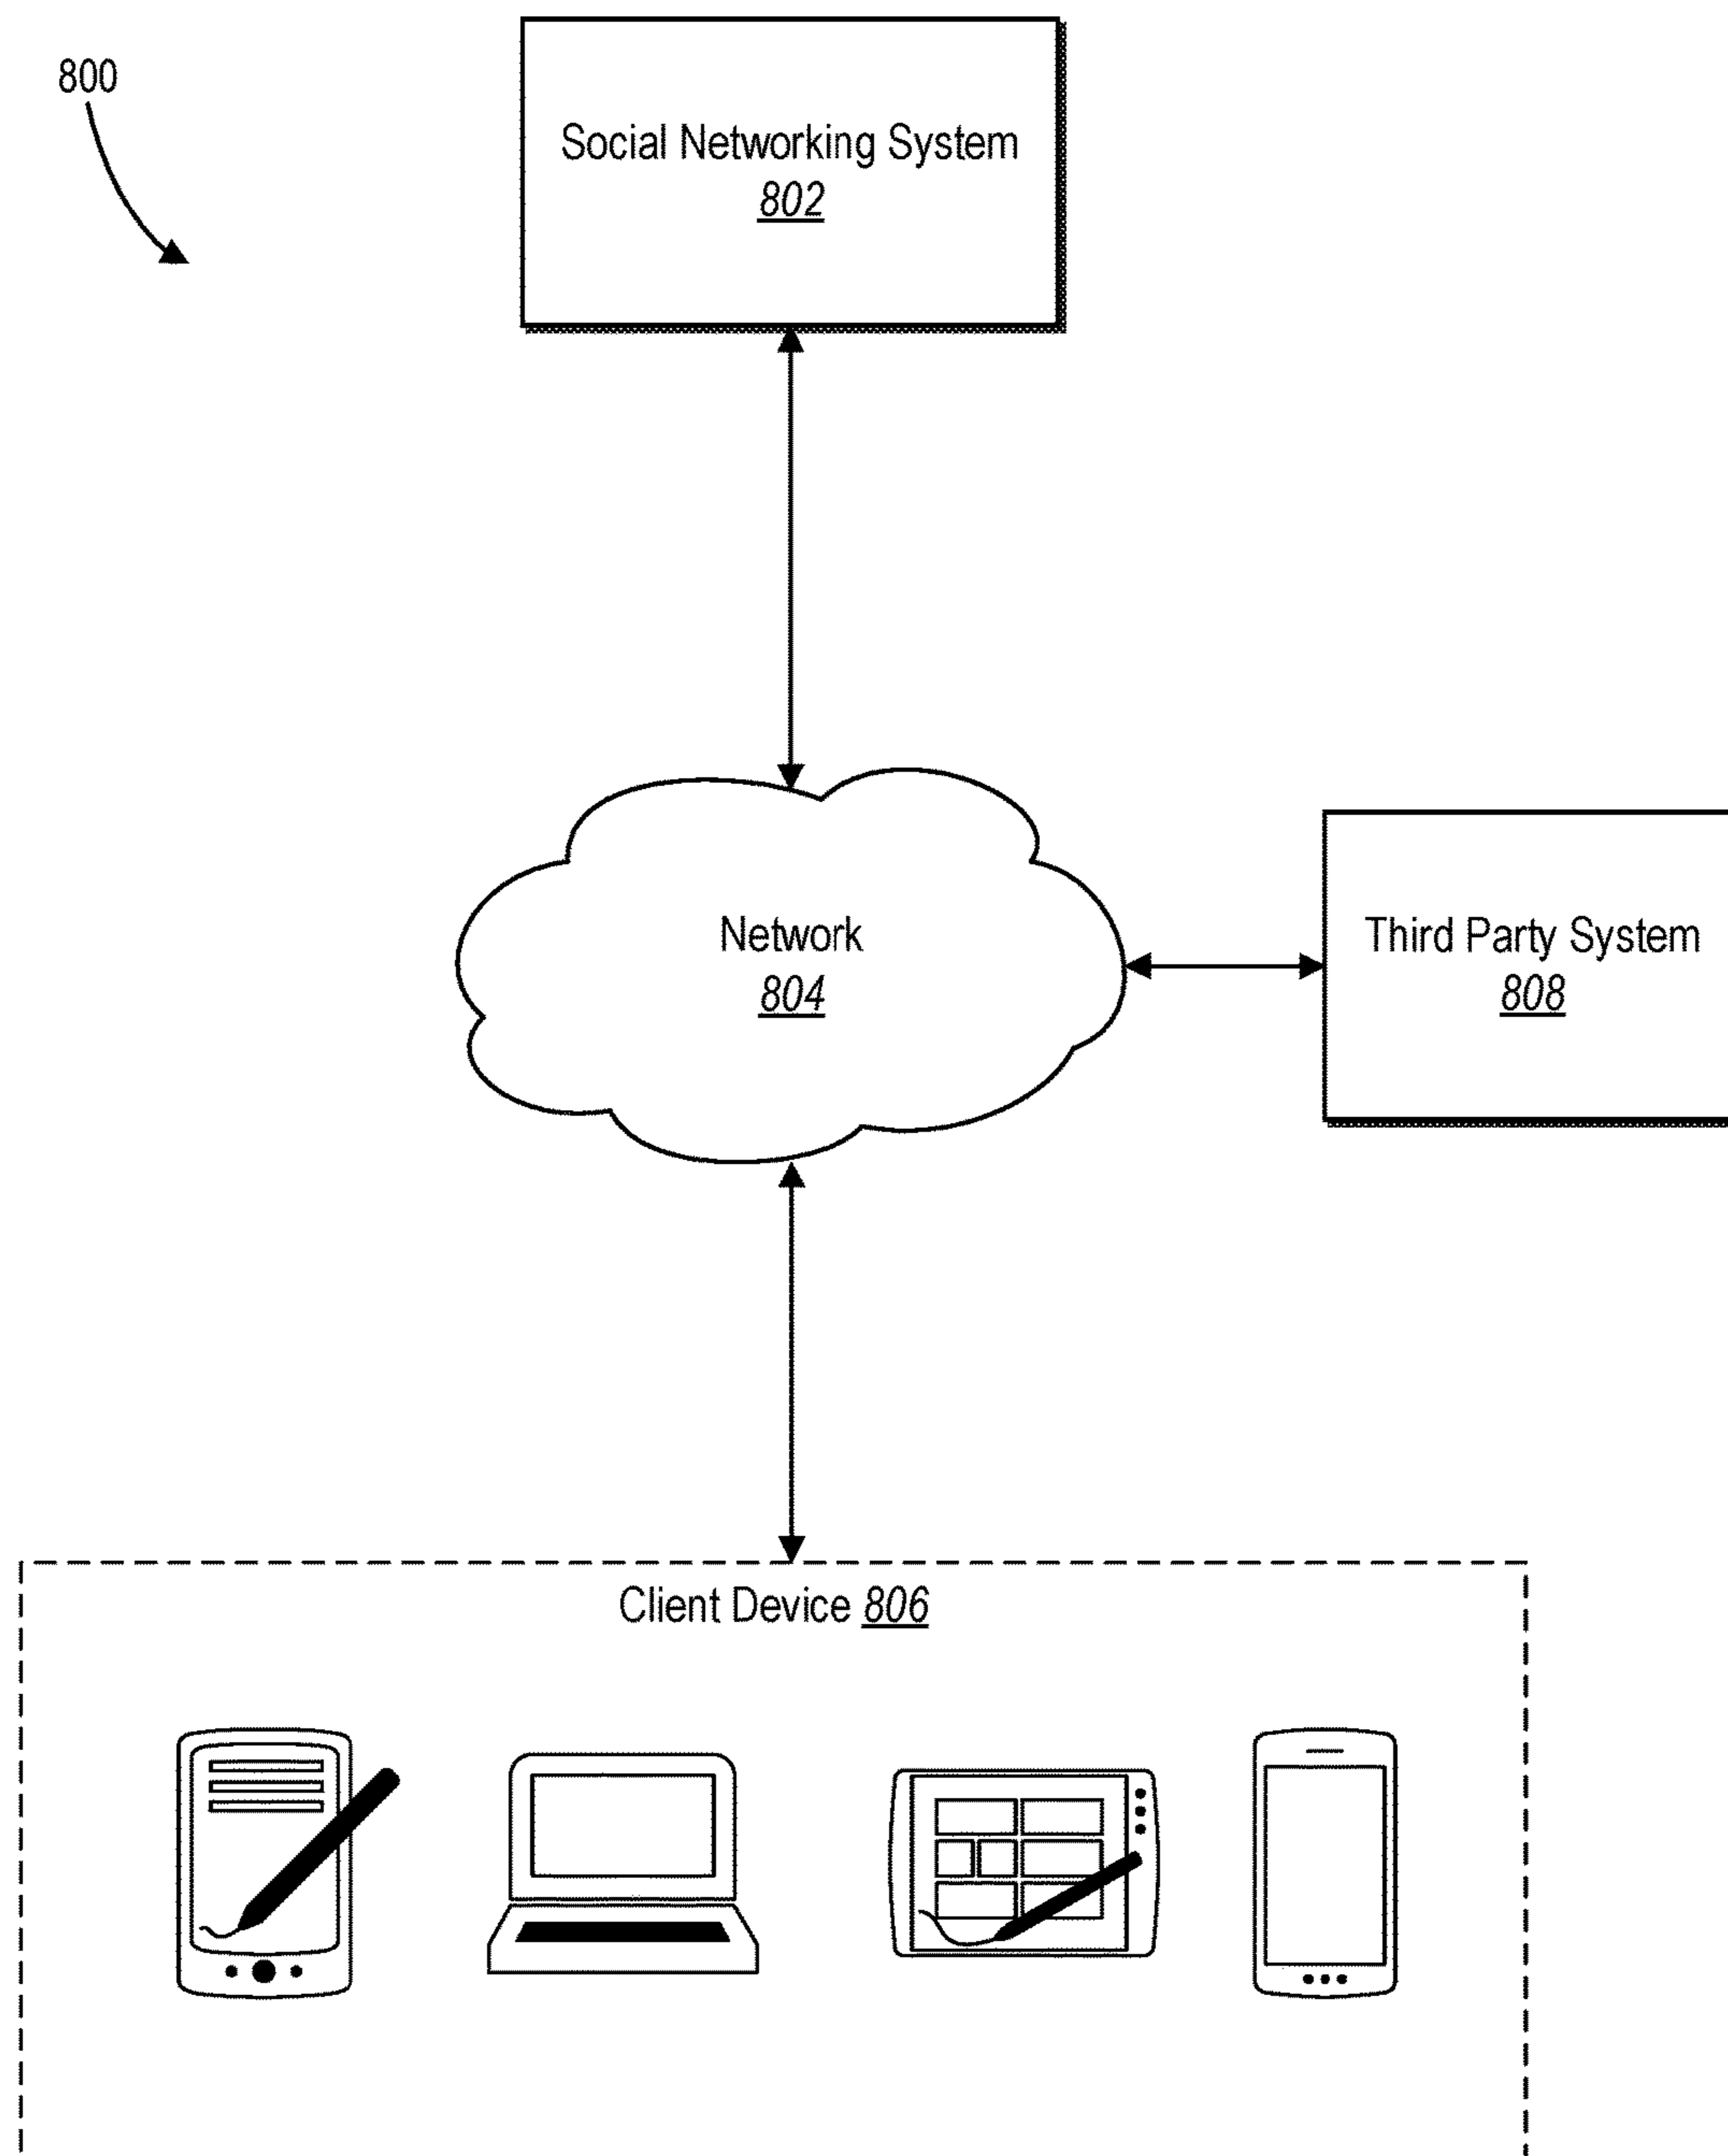 800
Social Networking System
802
Network
804
Third Party System
808
Client Device 806